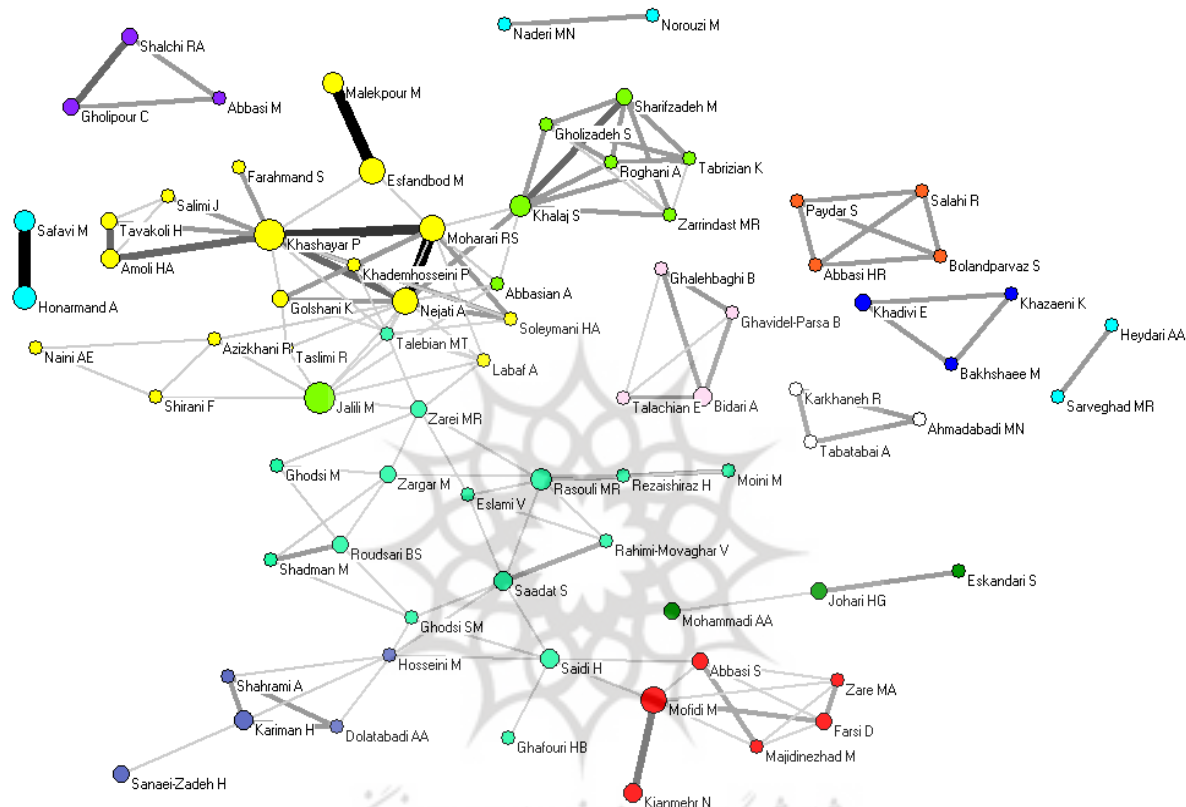 Naderi MN
Norouzi M
Shalchi RA
Gholipour C
Abbasi M
Malekpour M
Sharifzadeh M
Gholizadeh S
Tabrizian K
Roghani A
Farahmand S
Esfandbod M
Salimi J
Khalaj S
Zarrindast MR
Salahi R
Paydar S
Safavi M
Tavakoli H
Khashayar P
Moharari RS
Amoli HA
Abbasi HR
Bolandparvaz S
Khademhosseini P
Ghalehbaghi B
Honarmand A
Golshani K
Nejati A
Abbasian A
Khadivi E
Khazaeni K
Soleymani HA
Ghavidel-Parsa B
Talebian MT
Heydari AA
Naini AE
Azizkhani R
Taslimi R
Labaf A
Bakhshaee M
Shirani F
Jalili M
Zarei MR
Talachian E
Bidari A
Karkhaneh R
Sarveghad MR
Ahmadabadi MN
Tabatabai A
Ghodsi M
Zargar M
Rasouli MR
Rezaishiraz H
Moini M
Eslami V
Roudsari BS
Rahimi-Movaghar V
Shadman M
Saadat S
Eskandari S
Johari HG
Mohammadi AA
Ghodsi SM
Hosseini M
Saidi H
Abbasi S
Shahrami A
Zare MA
Mofidi M
Kariman H
Dolatabadi AA
Farsi D
Ghafouri HB
Majidinezhad M
Sanaei-Zadeh H
Kianmehr N